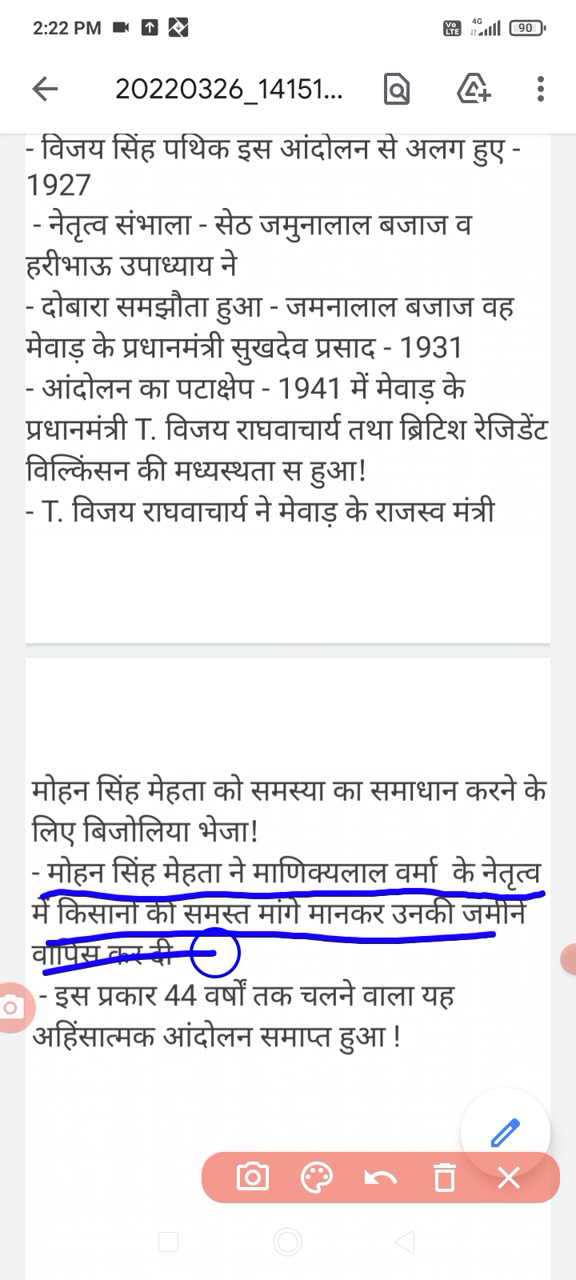 2:22 PM
Vo LTE 4G 90
20220326_14151...
- विजय सिंह पथिक इस आंदोलन से अलग हुए -
1927
- नेतृत्व संभाला - सेठ जमुनालाल बजाज व
हरीभाऊ उपाध्याय ने
- दोबारा समझौता हुआ - जमनालाल बजाज वह
मेवाड़ के प्रधानमंत्री सुखदेव प्रसाद - 1931
- आंदोलन का पटाक्षेप - 1941 में मेवाड़ के
प्रधानमंत्री T. विजय राघवाचार्य तथा ब्रिटिश रेजिडेंट
विल्किंसन की मध्यस्थता स हुआ!
- T. विजय राघवाचार्य ने मेवाड़ के राजस्व मंत्री
मोहन सिंह मेहता को समस्या का समाधान करने के
लिए बिजोलिया भेजा!
- मोहन सिंह मेहता ने माणिक्यलाल वर्मा के नेतृत्व
में किसानों की समस्त मांगे मानकर उनकी जमीने
वापिस कर दी
- इस प्रकार 44 वर्षों तक चलने वाला यह
अहिंसात्मक आंदोलन समाप्त हुआ !